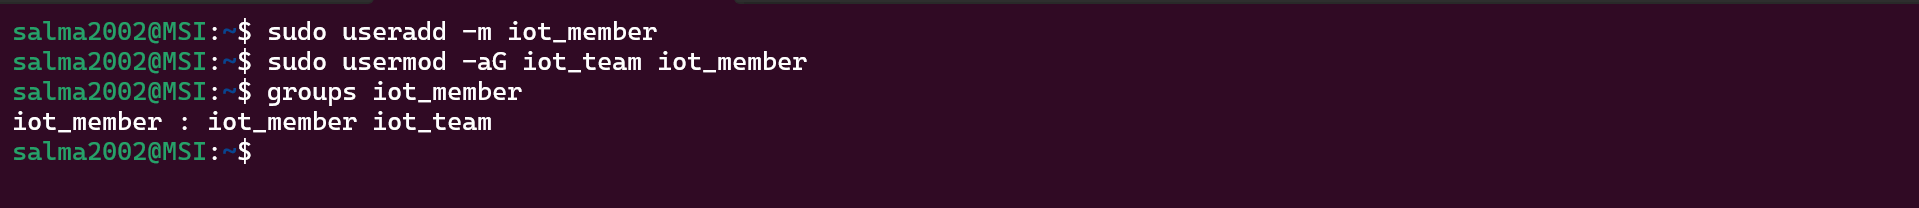 salma2002@MSI:~$ sudo useradd -m iot_member
salma2002@MSI:~$ sudo usermod -aG iot_team iot_member
salma2002@MSI:~$ groups iot_member
iot_member : iot_member iot_team
salma2002@MSI:~$